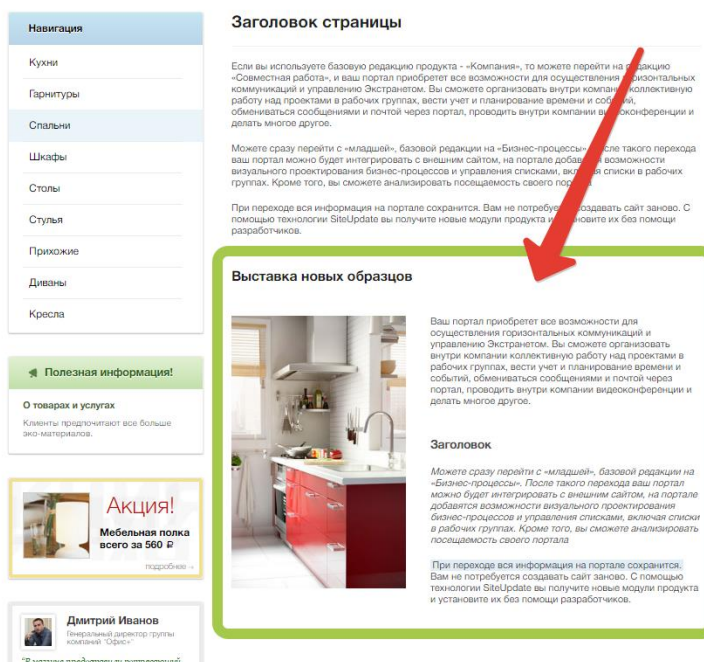 Навигация
Кухни
Гарнитуры
Спальни
Шкафы
Столы
Стулья
Прихожие
Диваны
Кресла
Полезная информация!
О товарах и услугах
Клиенты предпочитают все больше
эко-материалов.
Акция!
Мебельная полка
всего за 560 ₽
подробнее →
Дмитрий Иванов
Генеральный директор группы
компаний "Офис+"
Заголовок страницы
Если вы используете базовую редакцию продукта - «Компания», то можете перейти на редакцию
«Совместная работа», и ваш портал приобретет все возможности для осуществления горизонтальных
коммуникаций и управлению Экстранетом. Вы сможете организовать внутри компании коллективную
работу над проектами в рабочих группах, вести учет и планирование времени и событий,
обмениваться сообщениями и почтой через портал, проводить внутри компании видеоконференции и
делать многое другое.
Можете сразу перейти с «младшей», базовой редакции на «Бизнес-процессы». После такого перехода
ваш портал можно будет интегрировать с внешним сайтом, на портале добавятся возможности
визуального проектирования бизнес-процессов и управления списками, включая списки в рабочих
группах. Кроме того, вы сможете анализировать посещаемость своего портала
При переходе вся информация на портале сохранится. Вам не потребуется создавать сайт заново. С
помощью технологии SiteUpdate вы получите новые модули продукта и установите их без помощи
разработчиков.
Выставка новых образцов
Ваш портал приобретет все возможности для
осуществления горизонтальных коммуникаций и
управлению Экстранетом. Вы сможете организовать
внутри компании коллективную работу над проектами в
рабочих группах, вести учет и планирование времени и
событий, обмениваться сообщениями и почтой через
портал, проводить внутри компании видеоконференции и
делать многое другое.
Заголовок
Можете сразу перейти с «младшей», базовой редакции на
«Бизнес-процессы». После такого перехода ваш портал
можно будет интегрировать с внешним сайтом, на портале
добавятся возможности визуального проектирования
бизнес-процессов и управления списками, включая списки
в рабочих группах. Кроме того, вы сможете анализировать
посещаемость своего портала
При переходе вся информация на портале сохранится.
Вам не потребуется создавать сайт заново. С помощью
технологии SiteUpdate вы получите новые модули продукта
и установите их без помощи разработчиков.